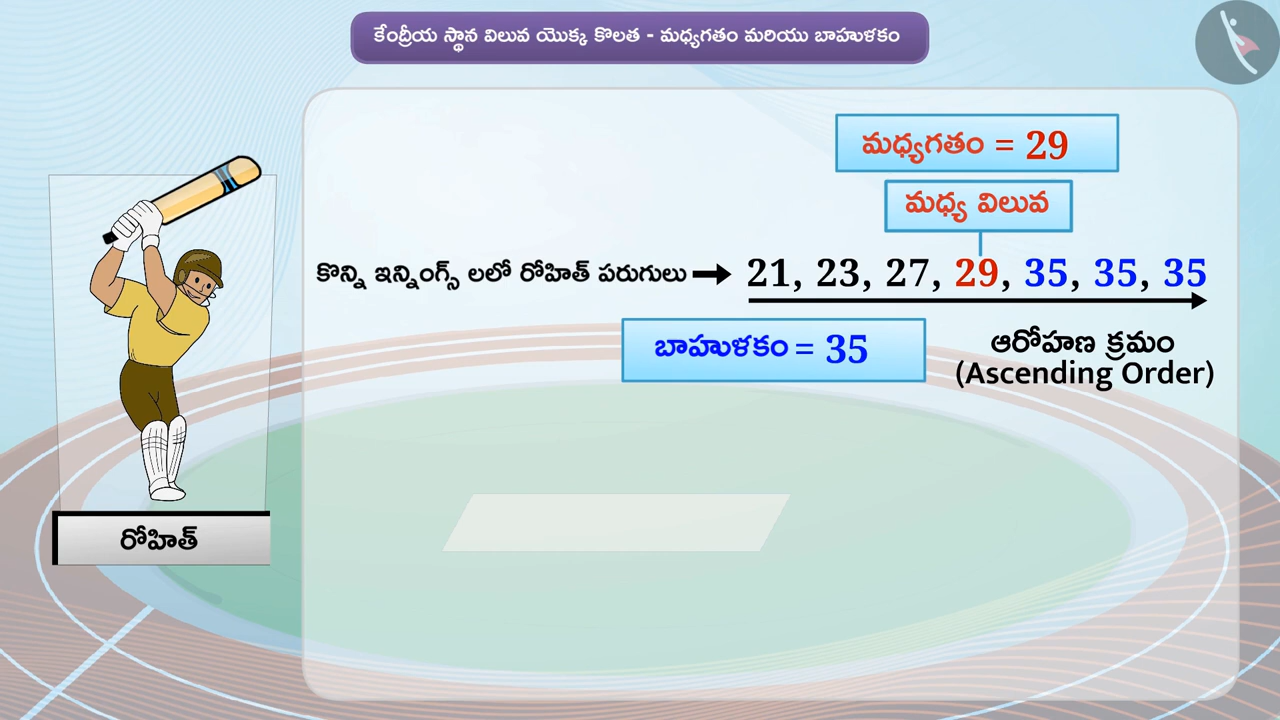 కేంద్రీయ స్థాన విలువ యొక్క కొలత - మధ్యగతం మరియు బాహుళకం
మధ్యగతం = 29
మధ్య విలువ
కొన్ని ఇన్నింగ్స్ లలో రోహిత్ పరుగులు → 21, 23, 27, 29, 35, 35, 35
బాహుళకం = 35
ఆరోహణ క్రమం
(Ascending Order)
రోహిత్